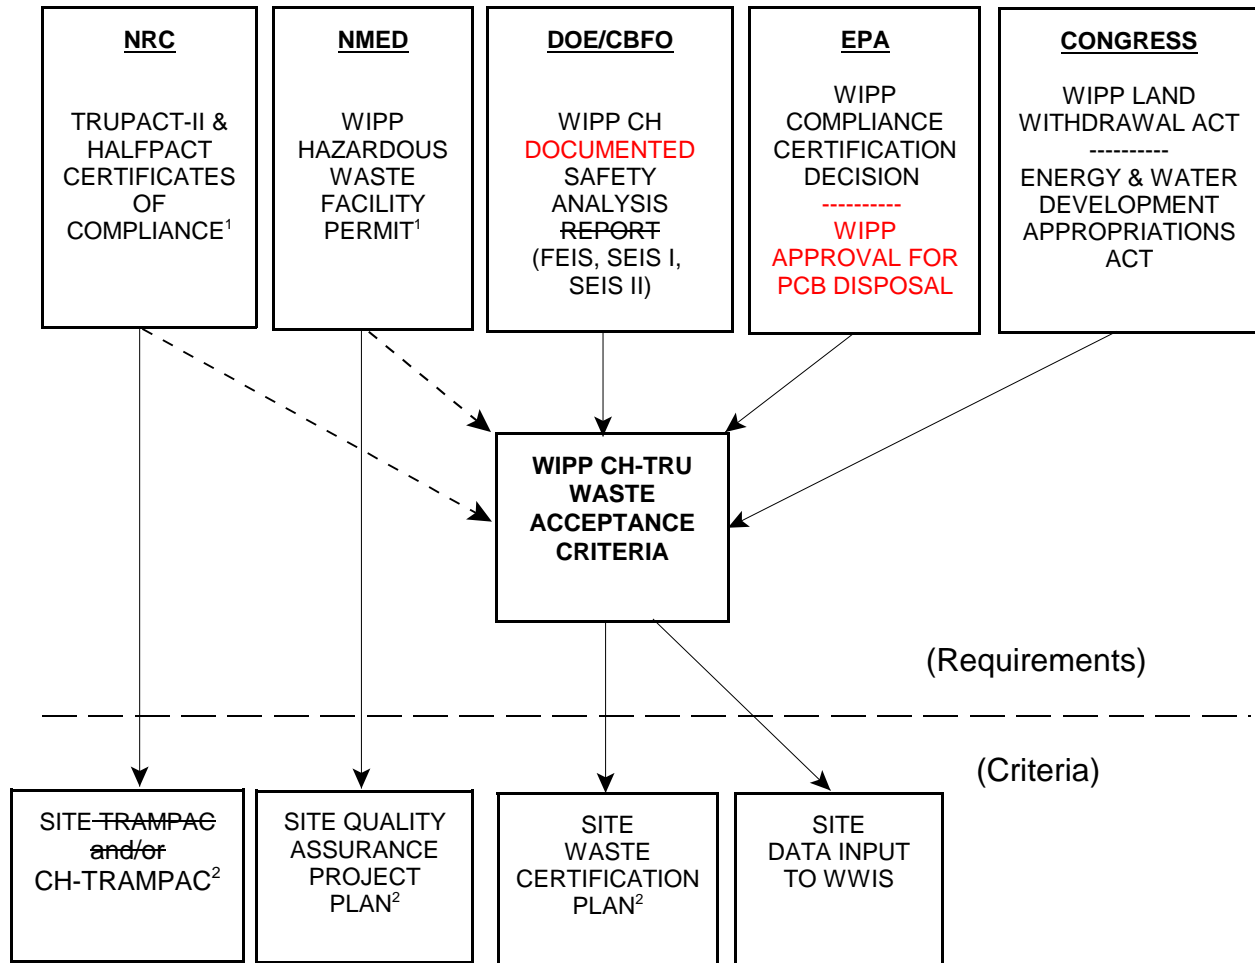 NRC
TRUPACT-II &
HALFPACT
CERTIFICATES
OF
COMPLIANCE1
NMED
WIPP
HAZARDOUS
WASTE
FACILITY
PERMIT1
DOE/CBFO
WIPP CH
DOCUMENTED
SAFETY
ANALYSIS
REPORT
(FEIS, SEIS I,
SEIS II)
EPA
WIPP
COMPLIANCE
CERTIFICATION
DECISION
----------
WIPP
APPROVAL FOR
PCB DISPOSAL
CONGRESS
WIPP LAND
WITHDRAWAL ACT
----------
ENERGY & WATER
DEVELOPMENT
APPROPRIATIONS
ACT
WIPP CH-TRU
WASTE
ACCEPTANCE
CRITERIA
(Requirements)
(Criteria)
SITE TRAMPAC
and/or
CH-TRAMPAC2
SITE QUALITY
ASSURANCE
PROJECT
PLAN2
SITE
WASTE
CERTIFICATION
PLAN2
SITE
DATA INPUT
TO WWIS